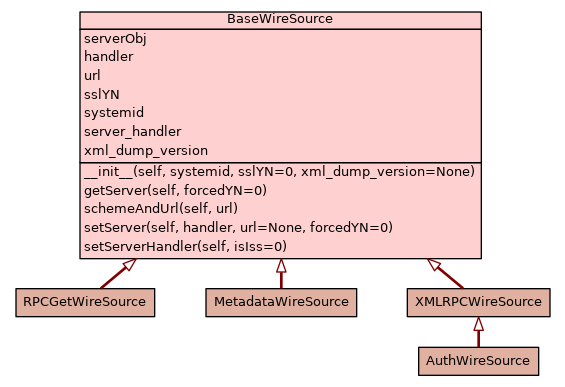 BaseWireSource
serverObj
handler
url
sslYN
systemid
server_handler
xml_dump_version
__init__(self, systemid, sslYN=0, xml_dump_version=None)
getServer(self, forcedYN=0)
schemeAndUrl(self, url)
setServer(self, handler, url=None, forcedYN=0)
setServerHandler(self, isIss=0)
RPCGetWireSource
MetadataWireSource
XMLRPCWireSource
AuthWireSource